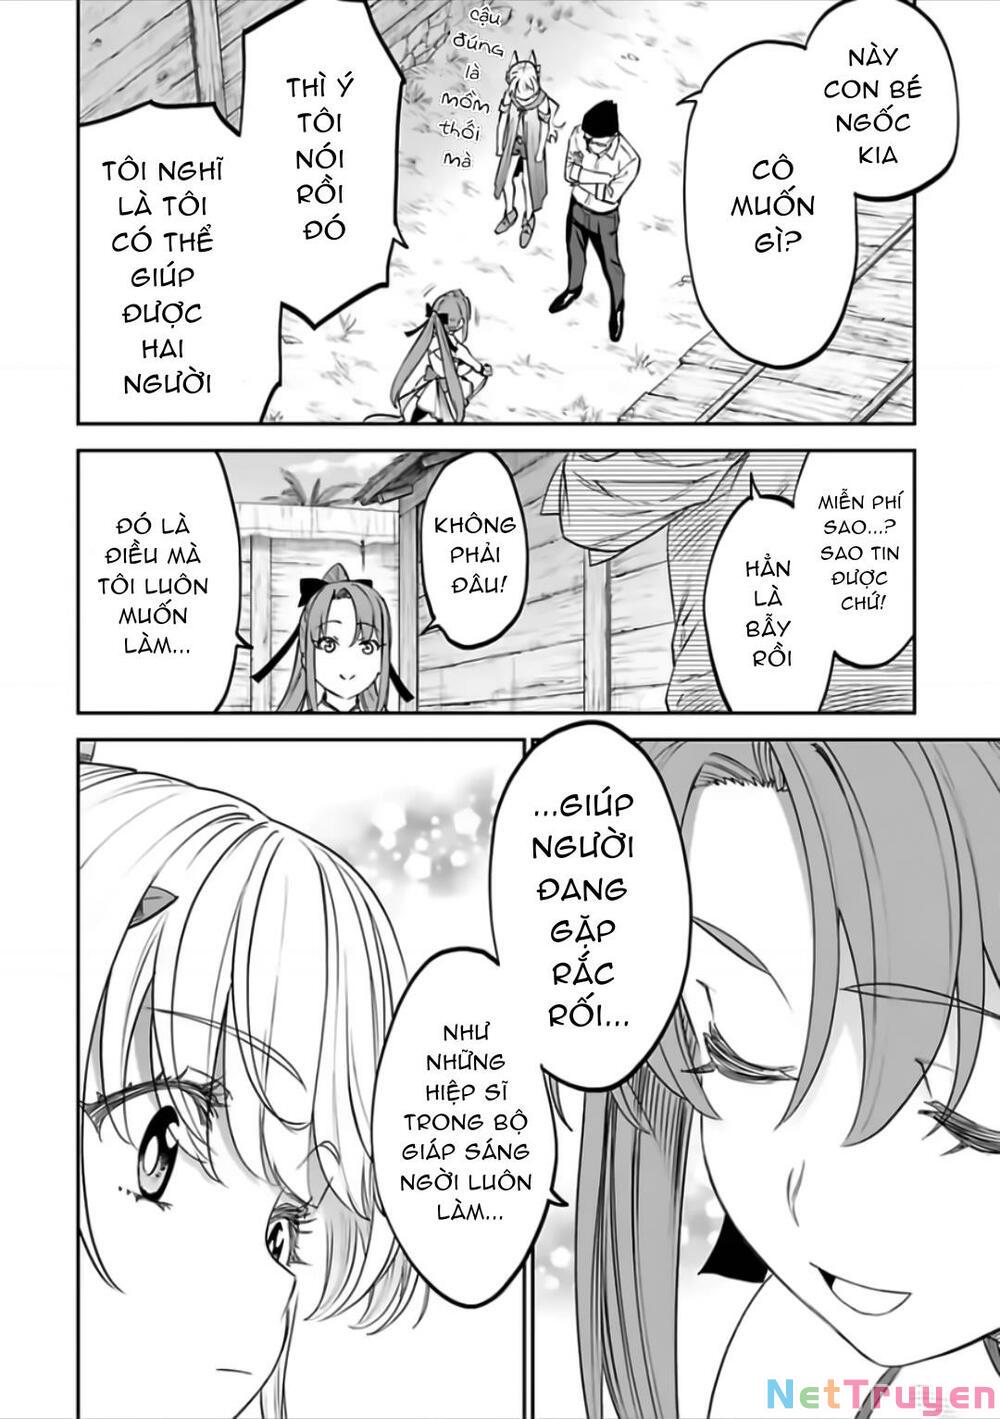 NÀY
CON BÉ
NGỐC
KIA
CÔ
MUỐN
GÌ?
cậu
đúng
là
mồm
thối
mà
THÌ Ý
TÔI
NÓI
RỒI
ĐÓ
TÔI NGHĨ
LÀ TÔI
CÓ THỂ
GIÚP
ĐƯỢC
HAI
NGƯỜI
MIỄN PHÍ
SAO...?
SAO TIN
ĐƯỢC
CHỨ!
HẲN
LÀ
BẪY
RỒI
KHÔNG
PHẢI
ĐÂU!
ĐÓ LÀ
ĐIỀU MÀ
TÔI LUÔN
MUỐN
LÀM...
...GIÚP
NGƯỜI
ĐANG
GẶP
RẮC
RỐI...
NHƯ
NHỮNG
HIỆP SĨ
TRONG BỘ
GIÁP SÁNG
NGỜI LUÔN
LÀM...
NetTruyen